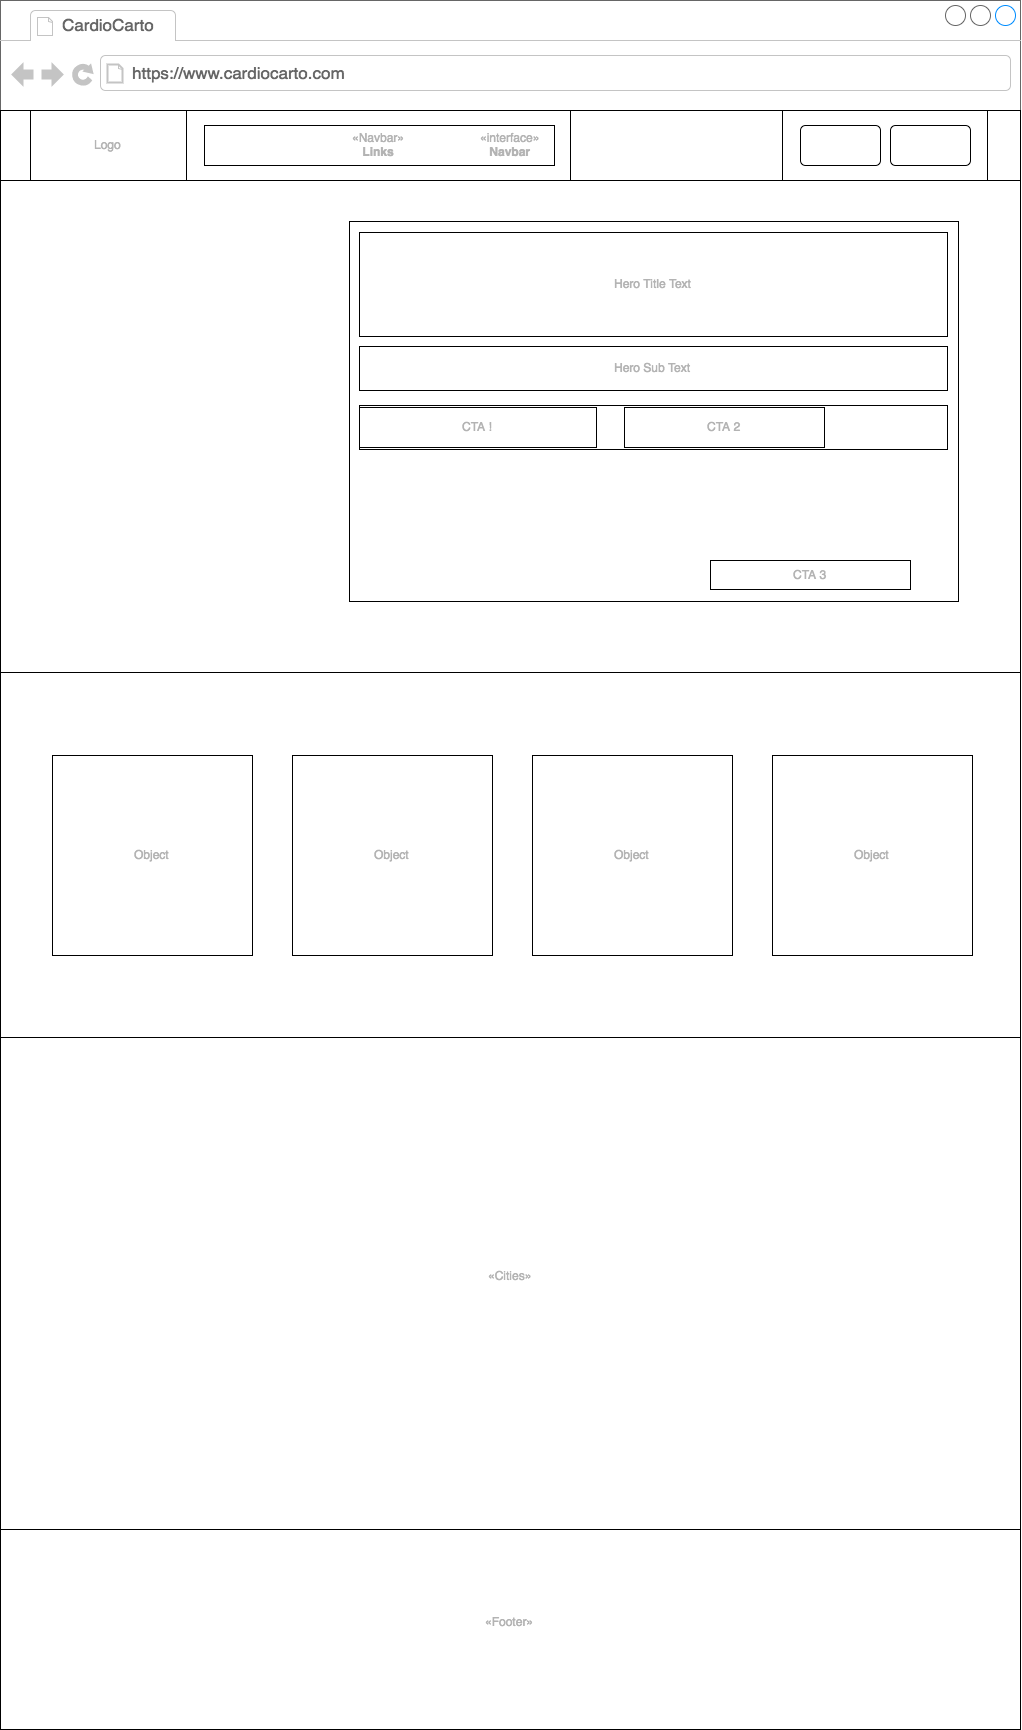 CardioCarto
https://www.cardiocarto.com
Logo
«Navbar»
Links
«interface»
Navbar
Hero Title Text
Hero Sub Text
CTA !
CTA 2
CTA 3
Object
Object
Object
Object
«Cities»
«Footer»